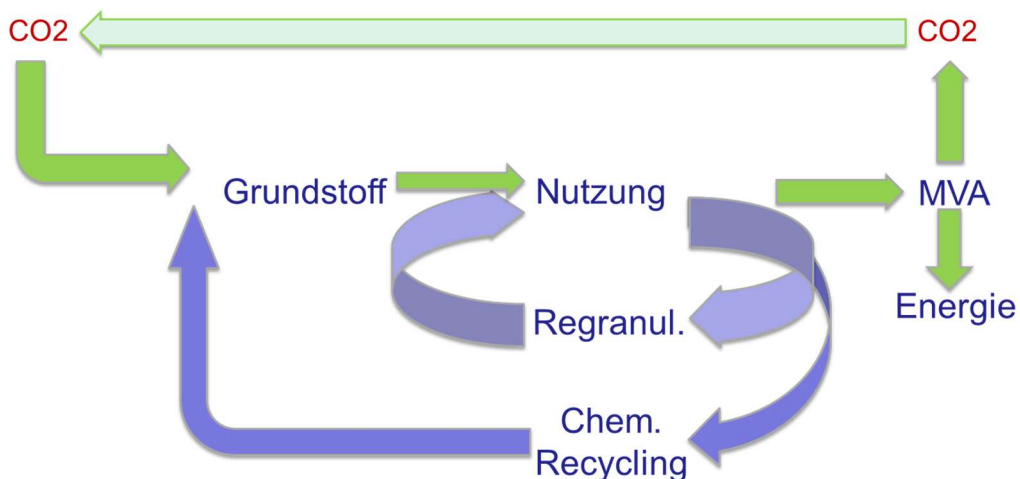 CO2
CO2
Grundstoff
Nutzung
MVA
Energie
Regranul.
Chem.
Recycling